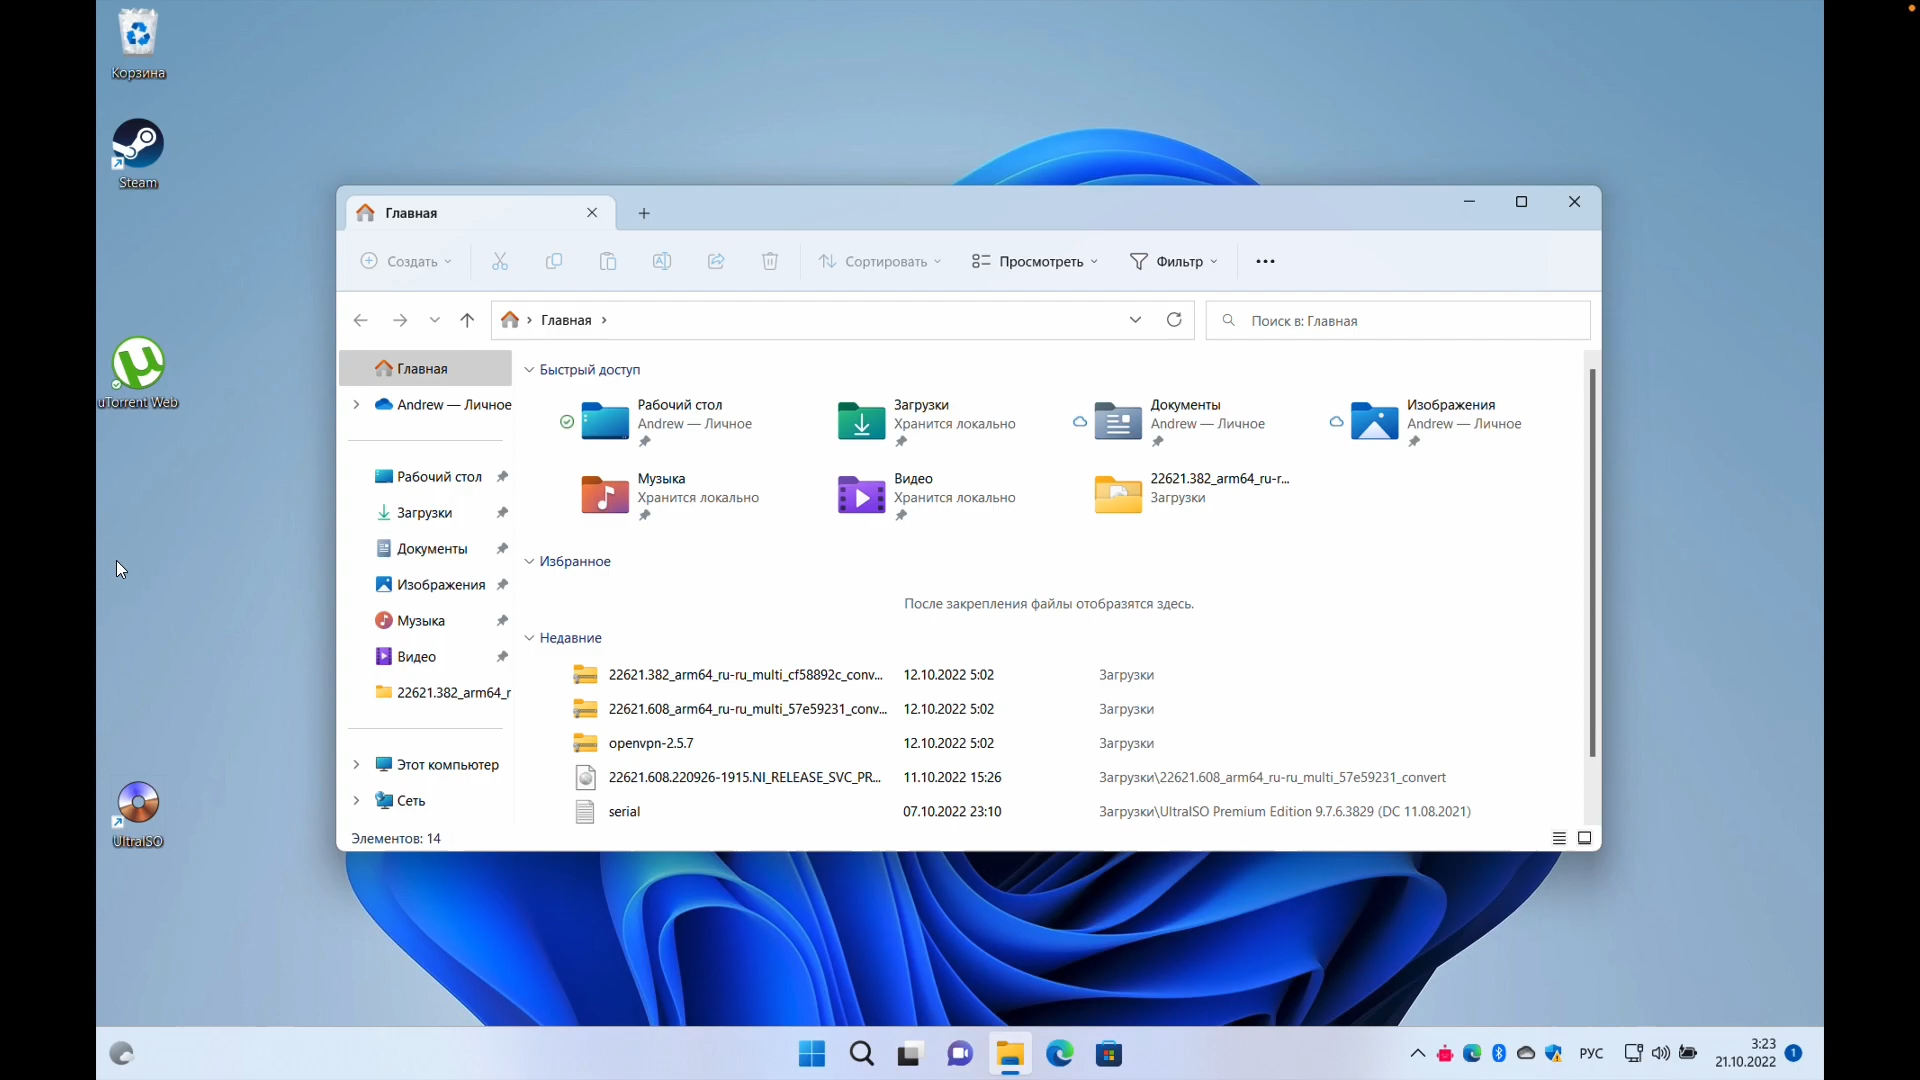 Корзина
Steam
uTorrent Web
UltraISO
Главная
Создать
Сортировать
Просмотреть
Фильтр
Главная
Поиск в: Главная
Главная
Andrew — Личное
Рабочий стол
Загрузки
Документы
Изображения
Музыка
Видео
22621.382_arm64_r
Этот компьютер
Сеть
Быстрый доступ
Рабочий стол
Andrew — Личное
Загрузки
Хранится локально
Документы
Andrew — Личное
Изображения
Andrew — Личное
Музыка
Хранится локально
Видео
Хранится локально
22621.382_arm64_ru-r...
Загрузки
Избранное
После закрепления файлы отобразятся здесь.
Недавние
22621.382_arm64_ru-ru_multi_cf58892c_conv... 12.10.2022 5:02 Загрузки
22621.608_arm64_ru-ru_multi_57e59231_conv... 12.10.2022 5:02 Загрузки
openvpn-2.5.7 12.10.2022 5:02 Загрузки
22621.608.220926-1915.NI_RELEASE_SVC_PR... 11.10.2022 15:26 Загрузки\22621.608_arm64_ru-ru_multi_57e59231_convert
serial 07.10.2022 23:10 Загрузки\UltraISO Premium Edition 9.7.6.3829 (DC 11.08.2021)
Элементов: 14
РУС
3:23
21.10.2022
1